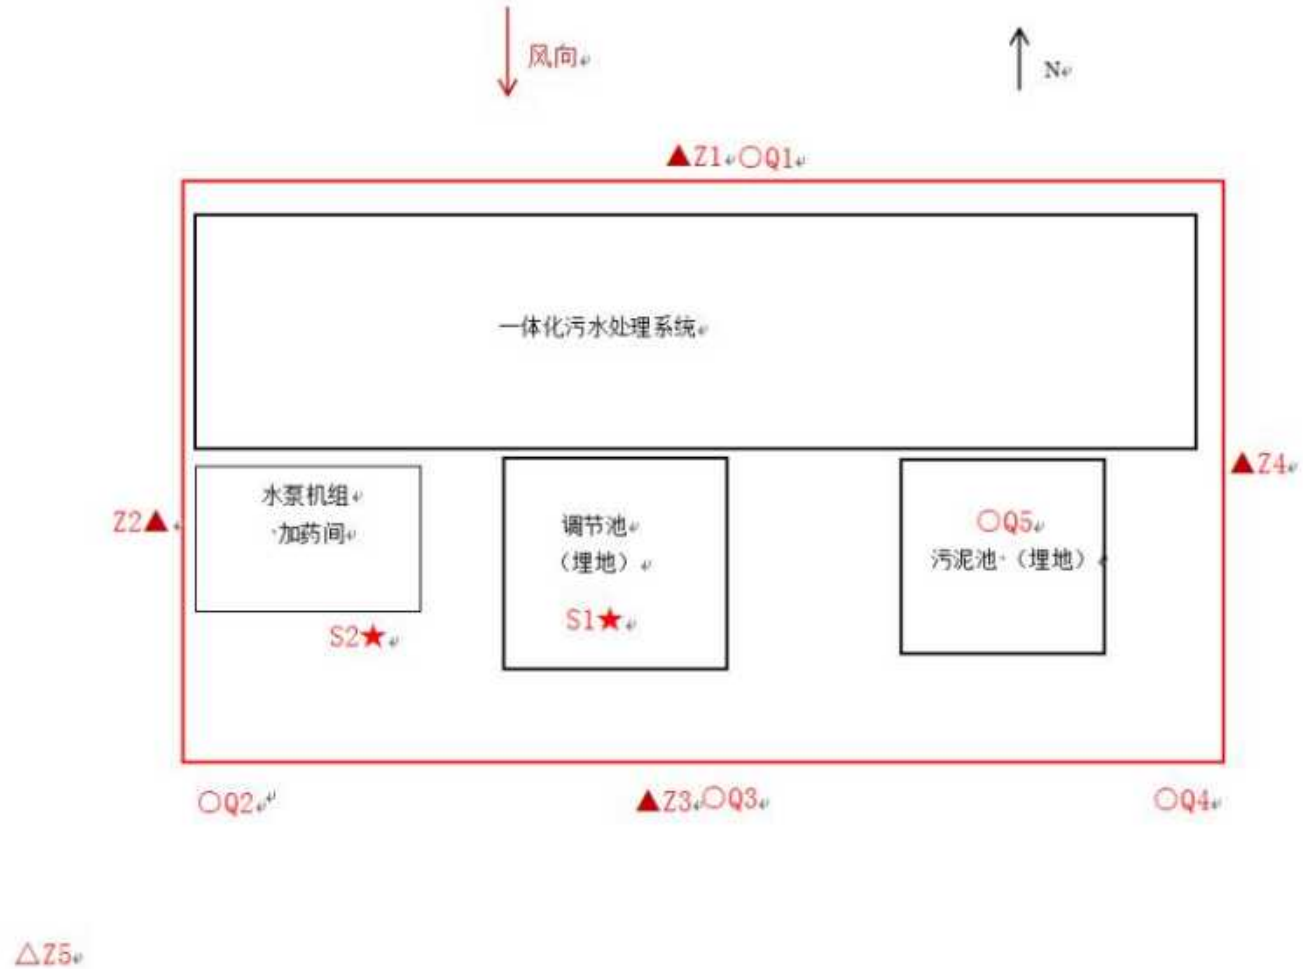 风向
N
▲Z1 ○Q1
一体化污水处理系统
▲Z4
水泵机组
加药间
Z2▲
调节池
（埋地）
○Q5
污泥池（埋地）
S1★
S2★
○Q2
▲Z3 ○Q3
○Q4
△Z5